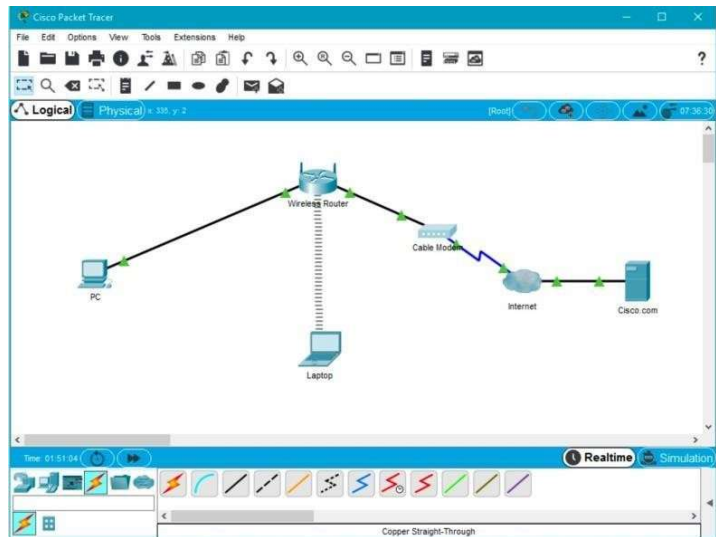 Cisco Packet Tracer
File Edit Options View Tools Extensions Help
?
Logical Physical x: 335, y: 2 [Root] 07:36:30
Wireless Router
Cable Modem
PC
Internet
Cisco.com
Laptop
Time: 01:51:04 Realtime Simulation
Copper Straight-Through